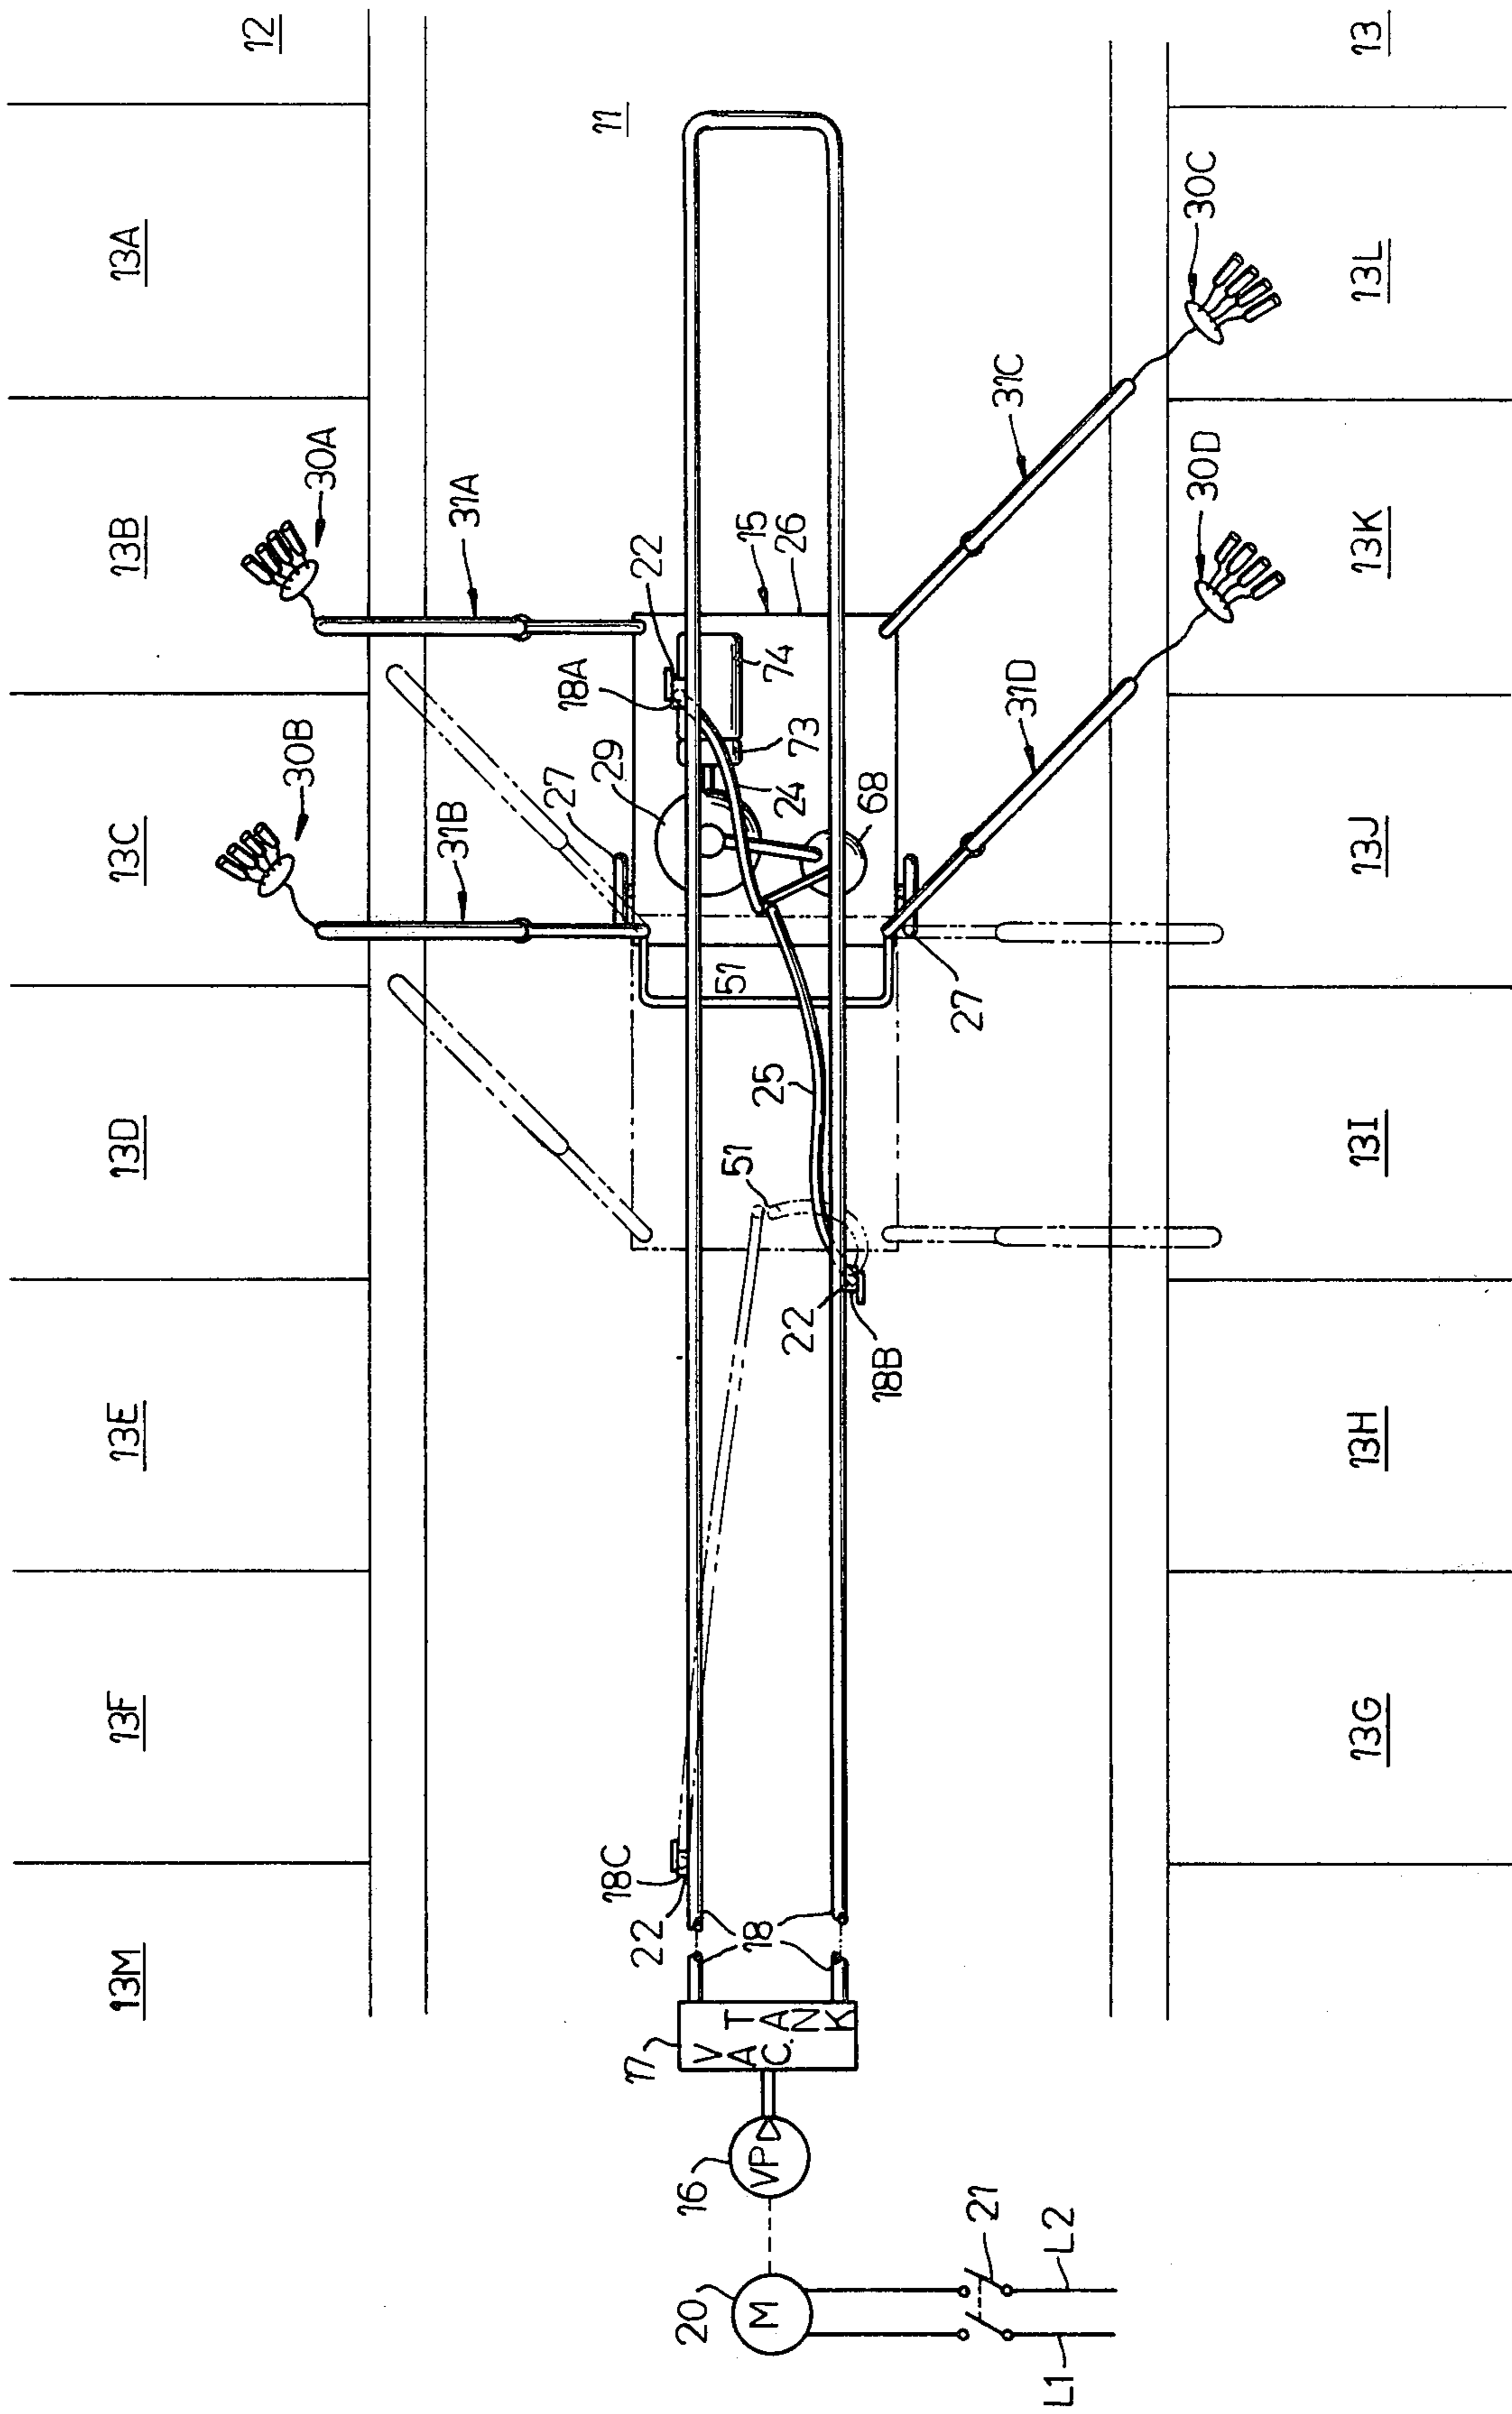 13M
13F
13E
13D
13C
13B
13A
12
30B
30A
31B
31A
11
18C
22
27
29
18A
22
17
18
VAC.
TANK
51
51
25
24
73
74
15
26
20
16
M
VP
22
18B
68
27
21
L1
L2
31D
31C
30D
30C
13G
13H
13I
13J
13K
13L
13